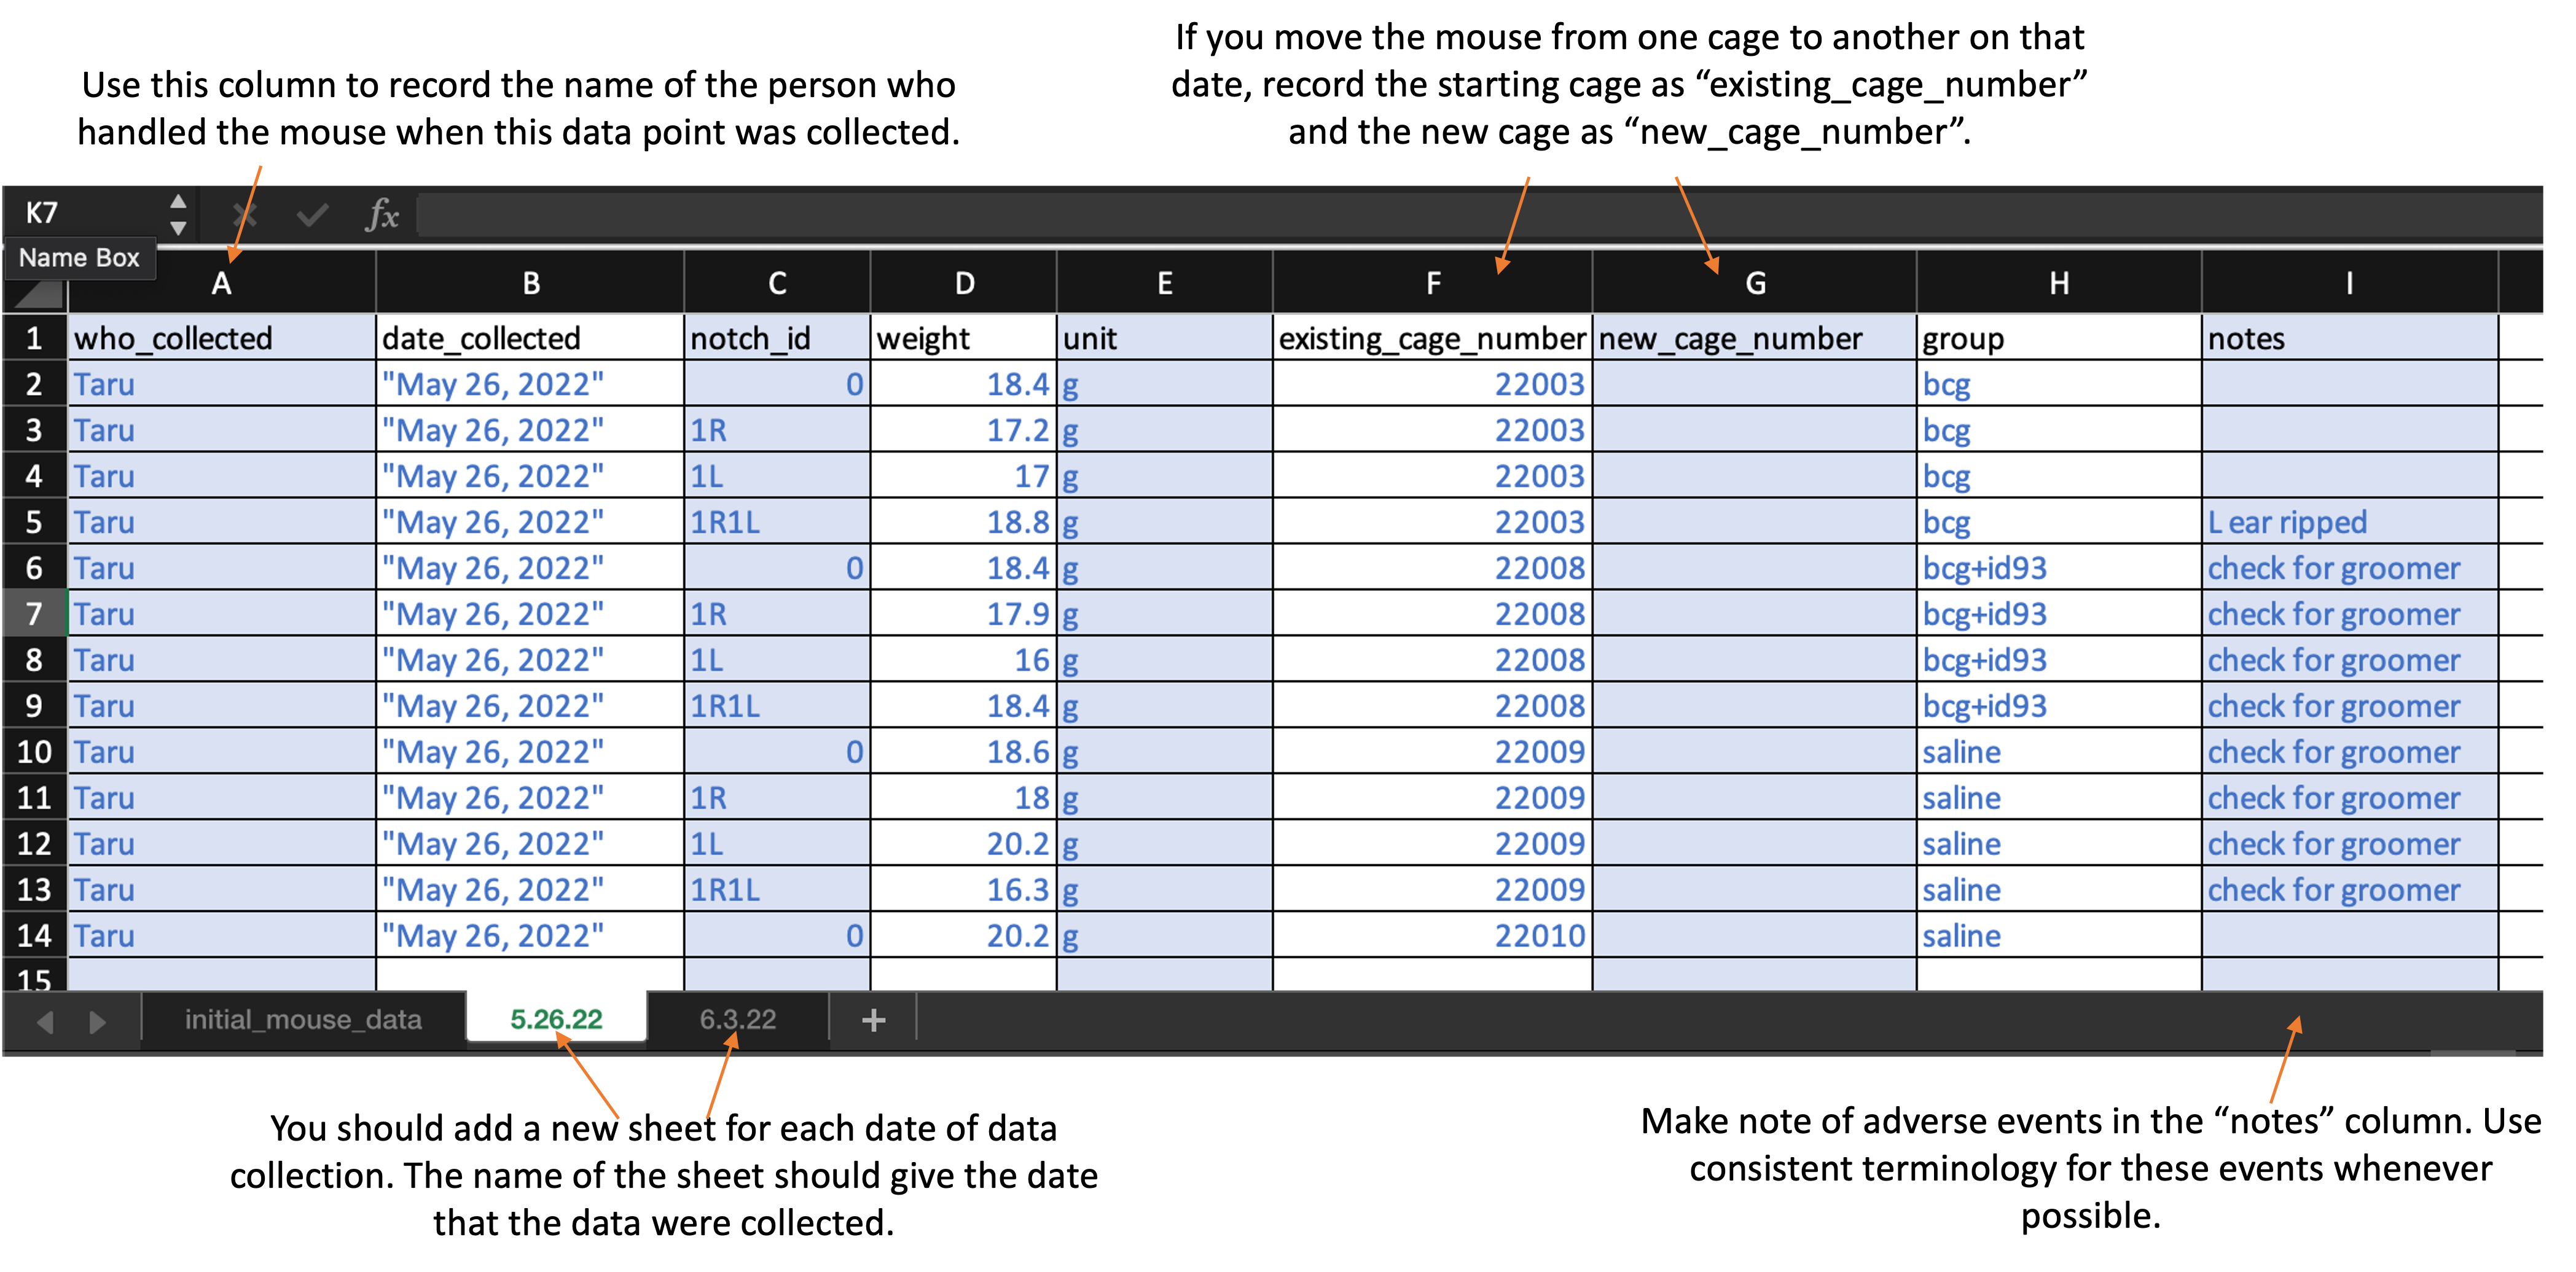 If you move the mouse from one cage to another on that
date, record the starting cage as “existing_cage_number”
and the new cage as “new_cage_number”.
Use this column to record the name of the person who
handled the mouse when this data point was collected.
K7 fx
Name Box
A B C D E F G H I
1 who_collected date_collected notch_id weight unit existing_cage_number new_cage_number group notes
2 Taru "May 26, 2022" 0 18.4 g 22003 bcg
3 Taru "May 26, 2022" 1R 17.2 g 22003 bcg
4 Taru "May 26, 2022" 1L 17 g 22003 bcg
5 Taru "May 26, 2022" 1R1L 18.8 g 22003 bcg L ear ripped
6 Taru "May 26, 2022" 0 18.4 g 22008 bcg+id93 check for groomer
7 Taru "May 26, 2022" 1R 17.9 g 22008 bcg+id93 check for groomer
8 Taru "May 26, 2022" 1L 16 g 22008 bcg+id93 check for groomer
9 Taru "May 26, 2022" 1R1L 18.4 g 22008 bcg+id93 check for groomer
10 Taru "May 26, 2022" 0 18.6 g 22009 saline check for groomer
11 Taru "May 26, 2022" 1R 18 g 22009 saline check for groomer
12 Taru "May 26, 2022" 1L 20.2 g 22009 saline check for groomer
13 Taru "May 26, 2022" 1R1L 16.3 g 22009 saline check for groomer
14 Taru "May 26, 2022" 0 20.2 g 22010 saline
15
initial_mouse_data 5.26.22 6.3.22 +
You should add a new sheet for each date of data
collection. The name of the sheet should give the date
that the data were collected.
Make note of adverse events in the “notes” column. Use
consistent terminology for these events whenever
possible.